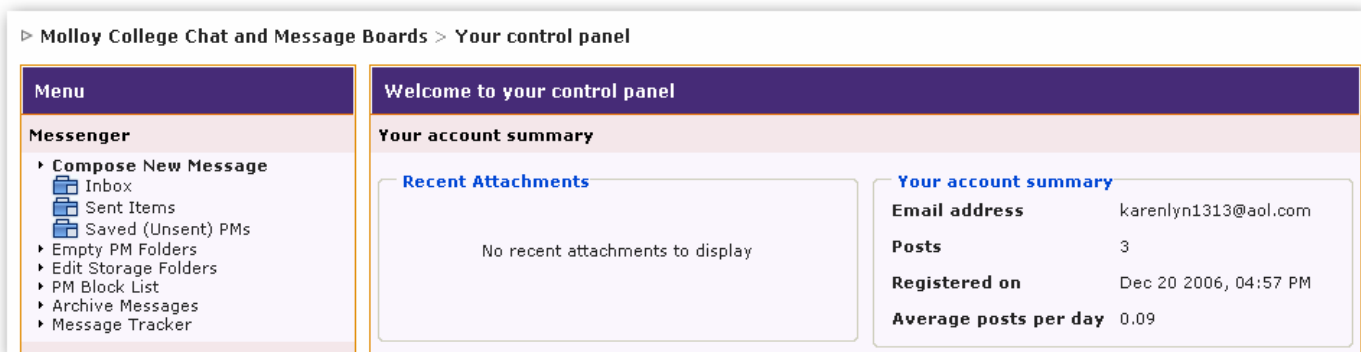 Molloy College Chat and Message Boards > Your control panel
Menu
Messenger
Compose New Message
Inbox
Sent Items
Saved (Unsent) PMs
Empty PM Folders
Edit Storage Folders
PM Block List
Archive Messages
Message Tracker
Welcome to your control panel
Your account summary
Recent Attachments
No recent attachments to display
Your account summary
Email address karenlyn1313@aol.com
Posts 3
Registered on Dec 20 2006, 04:57 PM
Average posts per day 0.09